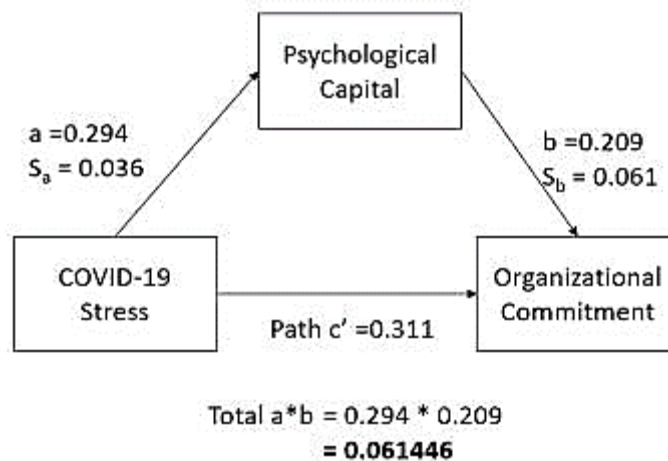 Psychological
Capital
a =0.294
Sₐ = 0.036
b =0.209
S_b = 0.061
COVID-19
Stress
Organizational
Commitment
Path c’ =0.311
Total a*b = 0.294 * 0.209
= 0.061446